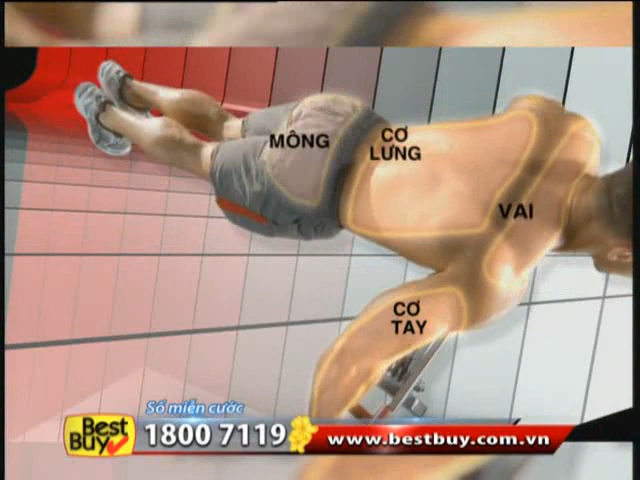 MÔNG
CƠ
LƯNG
VAI
CƠ
TAY
Số miễn cước
Best
Buy
1800 7119
www.bestbuy.com.vn